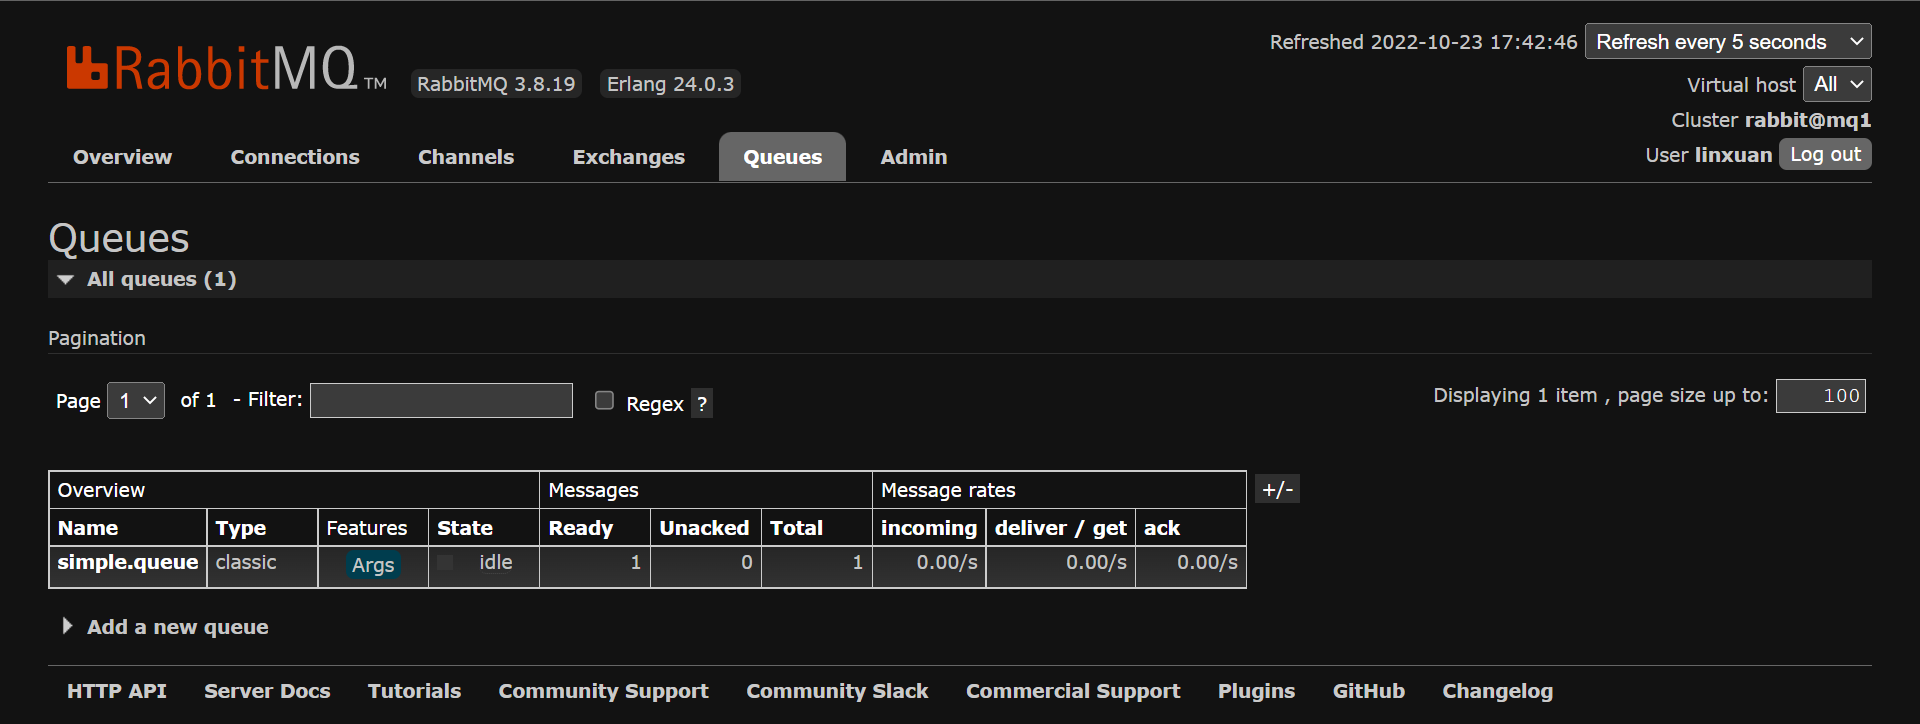 Refreshed 2022-10-23 17:42:46 Refresh every 5 seconds
RabbitMQ TM RabbitMQ 3.8.19 Erlang 24.0.3
Virtual host All
Cluster rabbit@mq1
User linxuan Log out
Overview Connections Channels Exchanges Queues Admin
Queues
All queues (1)
Pagination
Page 1 of 1 - Filter: Regex ? Displaying 1 item , page size up to: 100
Overview Messages Message rates +/-
Name Type Features State Ready Unacked Total incoming deliver / get ack
simple.queue classic Args idle 1 0 1 0.00/s 0.00/s 0.00/s
Add a new queue
HTTP API Server Docs Tutorials Community Support Community Slack Commercial Support Plugins GitHub Changelog